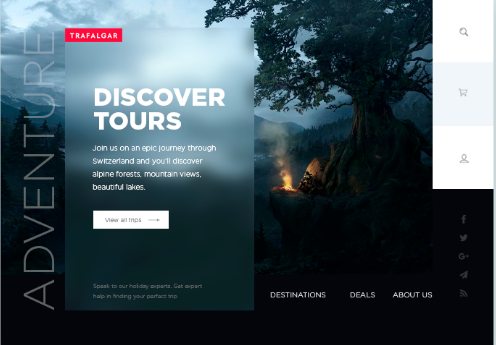 ADVENTURE
TRAFALGAR
DISCOVER
TOURS
Join us on an epic journey through
Switzerland and you'll discover
alpine forests, mountain views,
beautiful lakes.
View all trips
Speak to our holiday experts. Get expert
help in finding your parfact trip
DESTINATIONS DEALS ABOUT US